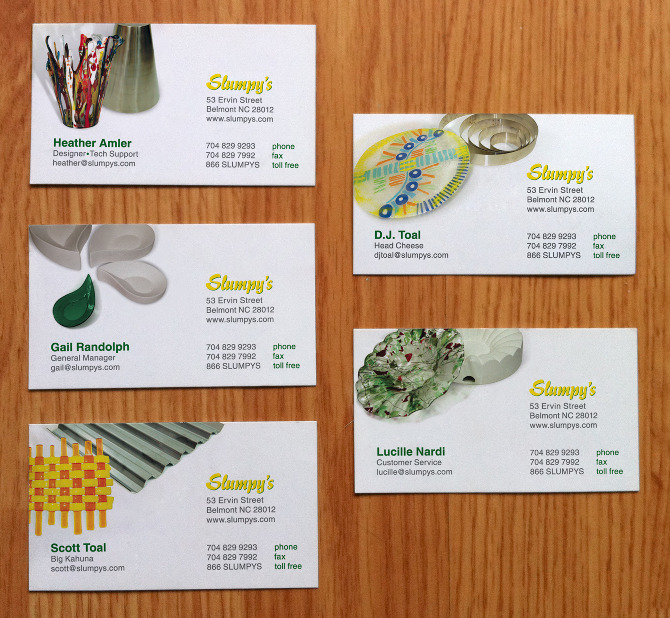 Slumpy's
53 Ervin Street
Belmont NC 28012
www.slumpys.com
Heather Amler
Designer•Tech Support
heather@slumpys.com
704 829 9293 phone
704 829 7992 fax
866 SLUMPYS toll free
Slumpy's
53 Ervin Street
Belmont NC 28012
www.slumpys.com
Gail Randolph
General Manager
gail@slumpys.com
704 829 9293 phone
704 829 7992 fax
866 SLUMPYS toll free
Slumpy's
53 Ervin Street
Belmont NC 28012
www.slumpys.com
Scott Toal
Big Kahuna
scott@slumpys.com
704 829 9293 phone
704 829 7992 fax
866 SLUMPYS toll free
Slumpy's
53 Ervin Street
Belmont NC 28012
www.slumpys.com
D.J. Toal
Head Cheese
djtoal@slumpys.com
704 829 9293 phone
704 829 7992 fax
866 SLUMPYS toll free
Slumpy's
53 Ervin Street
Belmont NC 28012
www.slumpys.com
Lucille Nardi
Customer Service
lucille@slumpys.com
704 829 9293 phone
704 829 7992 fax
866 SLUMPYS toll free